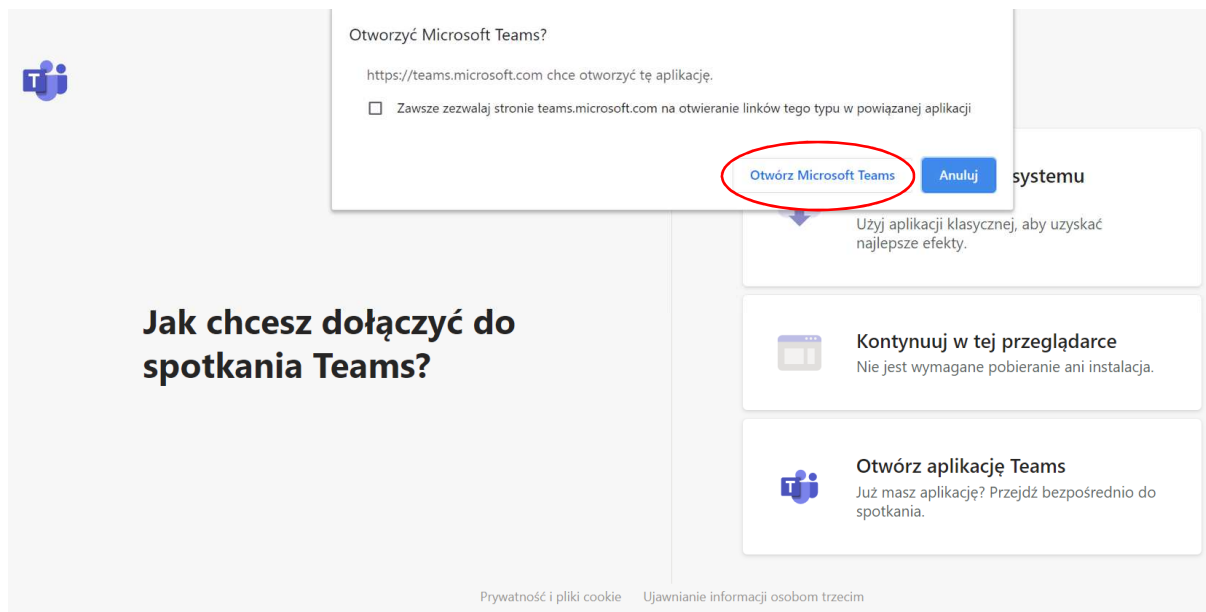 Otworzyć Microsoft Teams?
https://teams.microsoft.com chce otworzyć tę aplikację.
Zawsze zezwalaj stronie teams.microsoft.com na otwieranie linków tego typu w powiązanej aplikacji
Otwórz Microsoft Teams
Anuluj
systemu
Użyj aplikacji klasycznej, aby uzyskać
najlepsze efekty.
Jak chcesz dołączyć do
spotkania Teams?
Kontynuuj w tej przeglądarce
Nie jest wymagane pobieranie ani instalacja.
Otwórz aplikację Teams
Już masz aplikację? Przejdź bezpośrednio do
spotkania.
Prywatność i pliki cookie
Ujawnianie informacji osobom trzecim